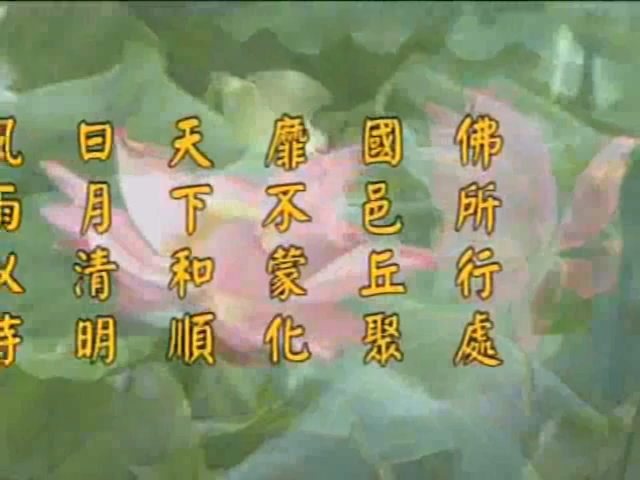 佛所行處
國邑丘聚
靡不蒙化
天下和順
日月清明
風雨以時